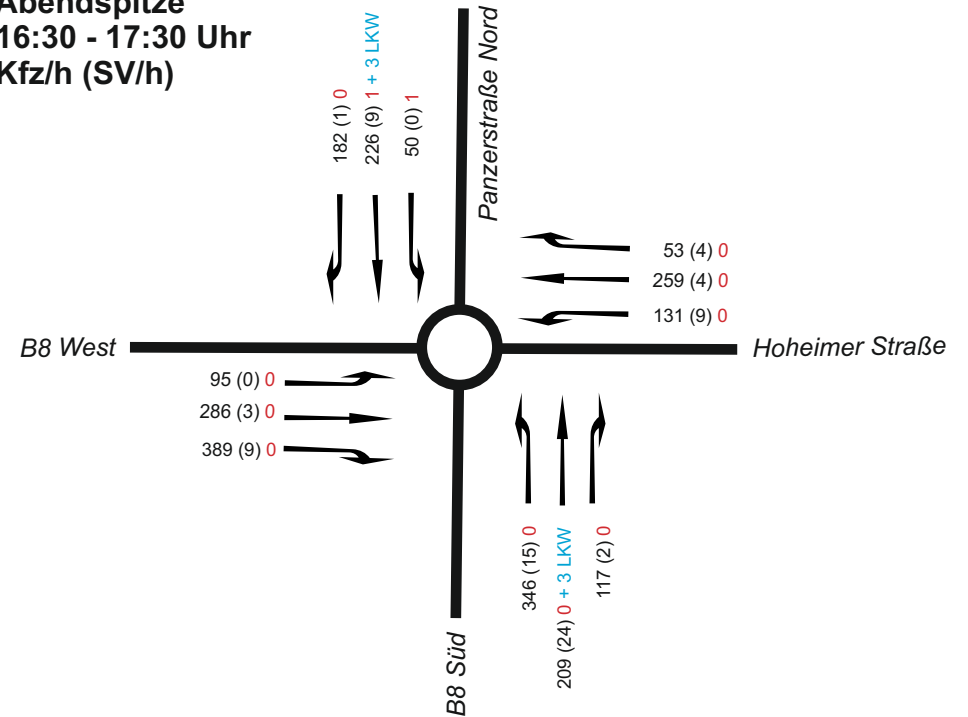 Abendspitze
16:30 - 17:30 Uhr
Kfz/h (SV/h)
182 (1) 0
226 (9) 1 + 3 LKW
50 (0) 1
Panzerstraße Nord
53 (4) 0
259 (4) 0
131 (9) 0
B8 West
Hoheimer Straße
95 (0) 0
286 (3) 0
389 (9) 0
346 (15) 0
209 (24) 0 + 3 LKW
117 (2) 0
B8 Süd